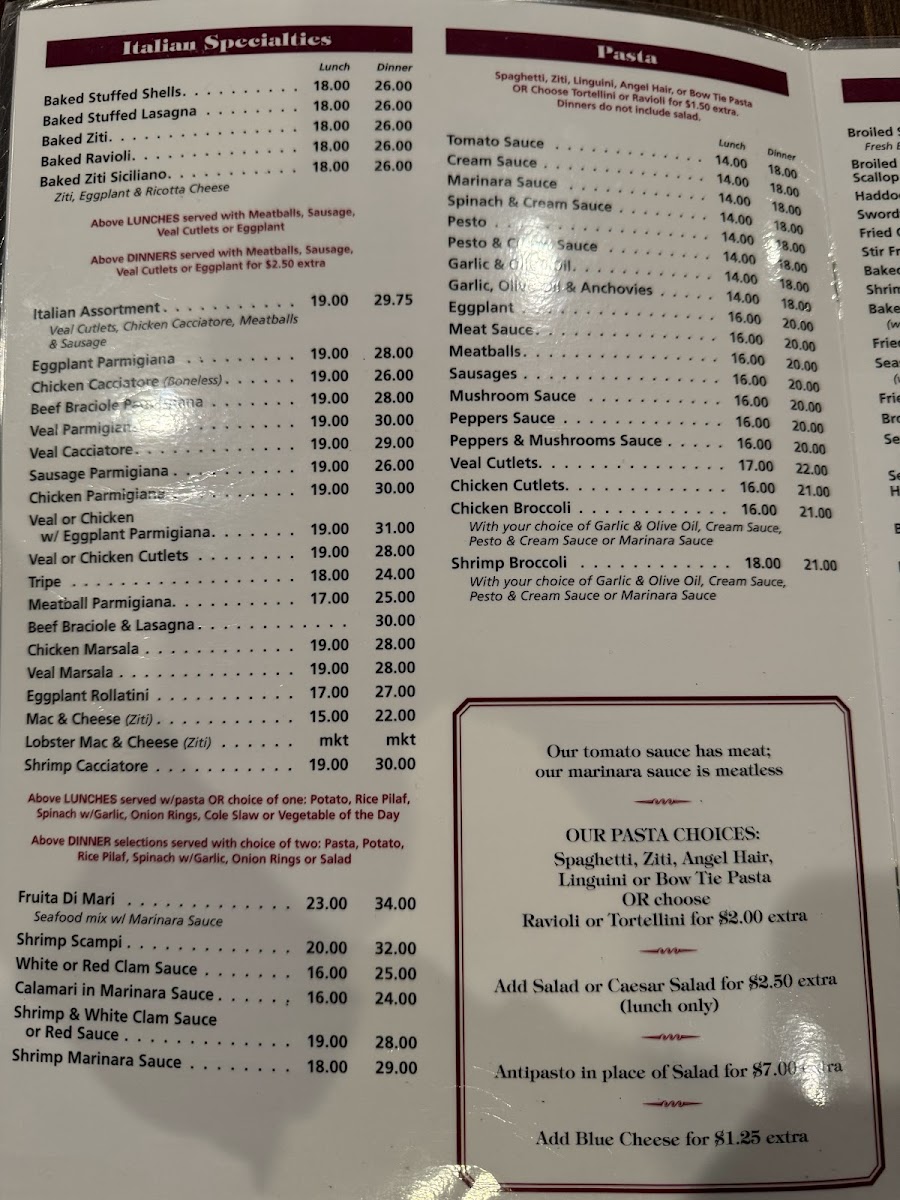 Italian Specialties
Lunch Dinner
Baked Stuffed Shells. . . . . . . . . . 18.00 26.00
Baked Stuffed Lasagna . . . . . . . . 18.00 26.00
Baked Ziti. . . . . . . . . . . . . . . . 18.00 26.00
Baked Ravioli. . . . . . . . . . . . . . 18.00 26.00
Baked Ziti Siciliano. . . . . . . . . . . 18.00 26.00
Ziti, Eggplant & Ricotta Cheese
Above LUNCHES served with Meatballs, Sausage,
Veal Cutlets or Eggplant
Above DINNERS served with Meatballs, Sausage,
Veal Cutlets or Eggplant for $2.50 extra
Italian Assortment. . . . . . . . . . . 19.00 29.75
Veal Cutlets, Chicken Cacciatore, Meatballs
& Sausage
Eggplant Parmigiana . . . . . . . . . 19.00 28.00
Chicken Cacciatore (Boneless). . . . . . 19.00 26.00
Beef Braciole . . . . . . . 19.00 28.00
Veal . . . . . . . . . . . 19.00 30.00
Veal Cacciatore. . . . . . . . . . . . . 19.00 29.00
Sausage Parmigiana . . . . . . . . . . 19.00 26.00
Chicken Parmigiana. . . . . . . . . . . 19.00 30.00
Veal or Chicken
w/ Eggplant Parmigiana. . . . . . . 19.00 31.00
Veal or Chicken Cutlets . . . . . . . . 19.00 28.00
Tripe . . . . . . . . . . . . . . . . . . . 18.00 24.00
Meatball Parmigiana. . . . . . . . . . 17.00 25.00
Beef Braciole & Lasagna. . . . . . . . . . . . 30.00
Chicken Marsala . . . . . . . . . . . . 19.00 28.00
Veal Marsala . . . . . . . . . . . . . . 19.00 28.00
Eggplant Rollatini . . . . . . . . . . . 17.00 27.00
Mac & Cheese (Ziti). . . . . . . . . . . 15.00 22.00
Lobster Mac & Cheese (Ziti) . . . . . . mkt mkt
Shrimp Cacciatore . . . . . . . . . . . 19.00 30.00
Above LUNCHES served w/pasta OR choice of one: Potato, Rice Pilaf,
Spinach w/Garlic, Onion Rings, Cole Slaw or Vegetable of the Day
Above DINNER selections served with choice of two: Pasta, Potato,
Rice Pilaf, Spinach w/Garlic, Onion Rings or Salad
Fruita Di Mari . . . . . . . . . . . . . 23.00 34.00
Seafood mix w/ Marinara Sauce
Shrimp Scampi . . . . . . . . . . . . . 20.00 32.00
White or Red Clam Sauce . . . . . . . 16.00 25.00
Calamari in Marinara Sauce. . . . . . 16.00 24.00
Shrimp & White Clam Sauce
or Red Sauce . . . . . . . . . . . . . 19.00 28.00
Shrimp Marinara Sauce . . . . . . . . 18.00 29.00
Pasta
Spaghetti, Ziti, Linguini, Angel Hair, or Bow Tie Pasta
OR Choose Tortellini or Ravioli for $1.50 extra.
Dinners do not include salad.
Lunch Dinner
Tomato Sauce . . . . . . . . . . . . 14.00 18.00
Cream Sauce . . . . . . . . . . . . . 14.00 18.00
Marinara Sauce . . . . . . . . . . . 14.00 18.00
Spinach & Cream Sauce . . . . . . . 14.00 18.00
Pesto . . . . . . . . . . . . . . . . . 14.00 18.00
Pesto & Sauce . . . . . . . . 14.00 18.00
Garlic & Oil. . . . . . . . . . . 14.00 18.00
Garlic, & Anchovies . . . . . 14.00 18.00
Eggplant . . . . . . . . . . . . . . . 16.00 20.00
Meat Sauce. . . . . . . . . . . . . . 16.00 20.00
Meatballs. . . . . . . . . . . . . . . 16.00 20.00
Sausages . . . . . . . . . . . . . . . 16.00 20.00
Mushroom Sauce . . . . . . . . . . 16.00 20.00
Peppers Sauce . . . . . . . . . . . . 16.00 20.00
Peppers & Mushrooms Sauce . . . . . 16.00 20.00
Veal Cutlets. . . . . . . . . . . . . . 17.00 22.00
Chicken Cutlets. . . . . . . . . . . . 16.00 21.00
Chicken Broccoli . . . . . . . . . . . 16.00 21.00
With your choice of Garlic & Olive Oil, Cream Sauce,
Pesto & Cream Sauce or Marinara Sauce
Shrimp Broccoli . . . . . . . . . . . 18.00 21.00
With your choice of Garlic & Olive Oil, Cream Sauce,
Pesto & Cream Sauce or Marinara Sauce
Our tomato sauce has meat;
our marinara sauce is meatless
OUR PASTA CHOICES:
Spaghetti, Ziti, Angel Hair,
Linguini or Bow Tie Pasta
OR choose
Ravioli or Tortellini for $2.00 extra
Add Salad or Caesar Salad for $2.50 extra
(lunch only)
Antipasto in place of Salad for $7.00
Add Blue Cheese for $1.25 extra
Broiled
Fresh
Broiled
Scallop
Fried
Stir